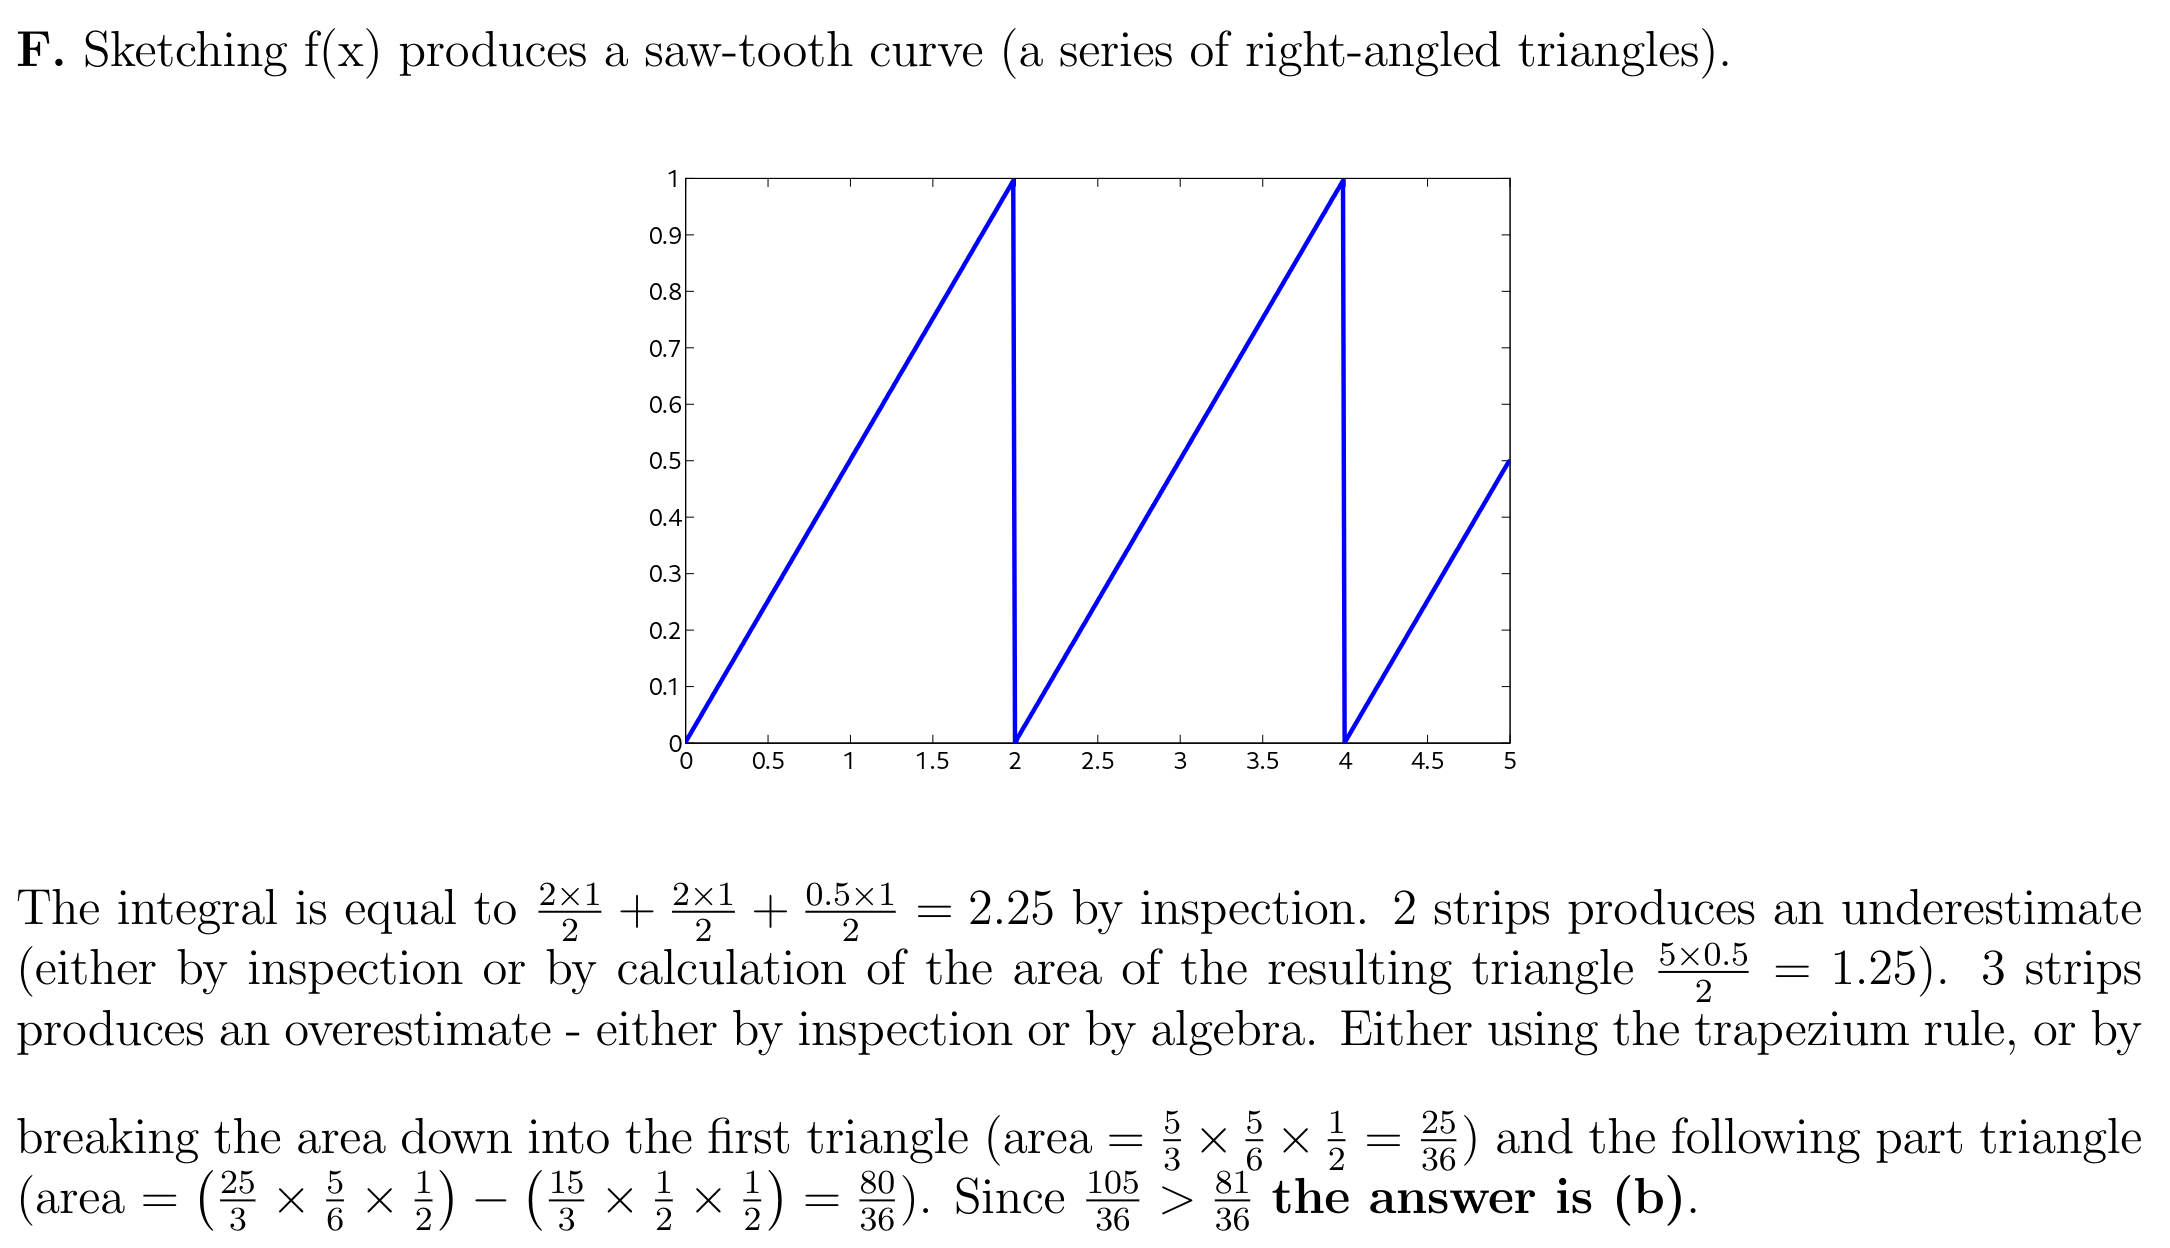 F. Sketching f(x) produces a saw-tooth curve (a series of right-angled triangles).
1
0.9
0.8
0.7
0.6
0.5
0.4
0.3
0.2
0.1
0
0 0.5 1 1.5 2 2.5 3 3.5 4 4.5 5
The integral is equal to $\frac{2\times1}{2} + \frac{2\times1}{2} + \frac{0.5\times1}{2} = 2.25$ by inspection. 2 strips produces an underestimate
(either by inspection or by calculation of the area of the resulting triangle $\frac{5\times0.5}{2} = 1.25$). 3 strips
produces an overestimate - either by inspection or by algebra. Either using the trapezium rule, or by
breaking the area down into the first triangle (area = $\frac{5}{3} \times \frac{5}{6} \times \frac{1}{2} = \frac{25}{36}$) and the following part triangle
(area = $\left(\frac{25}{3} \times \frac{5}{6} \times \frac{1}{2}\right) - \left(\frac{15}{3} \times \frac{1}{2} \times \frac{1}{2}\right) = \frac{80}{36}$). Since $\frac{105}{36} > \frac{81}{36}$ the answer is (b).